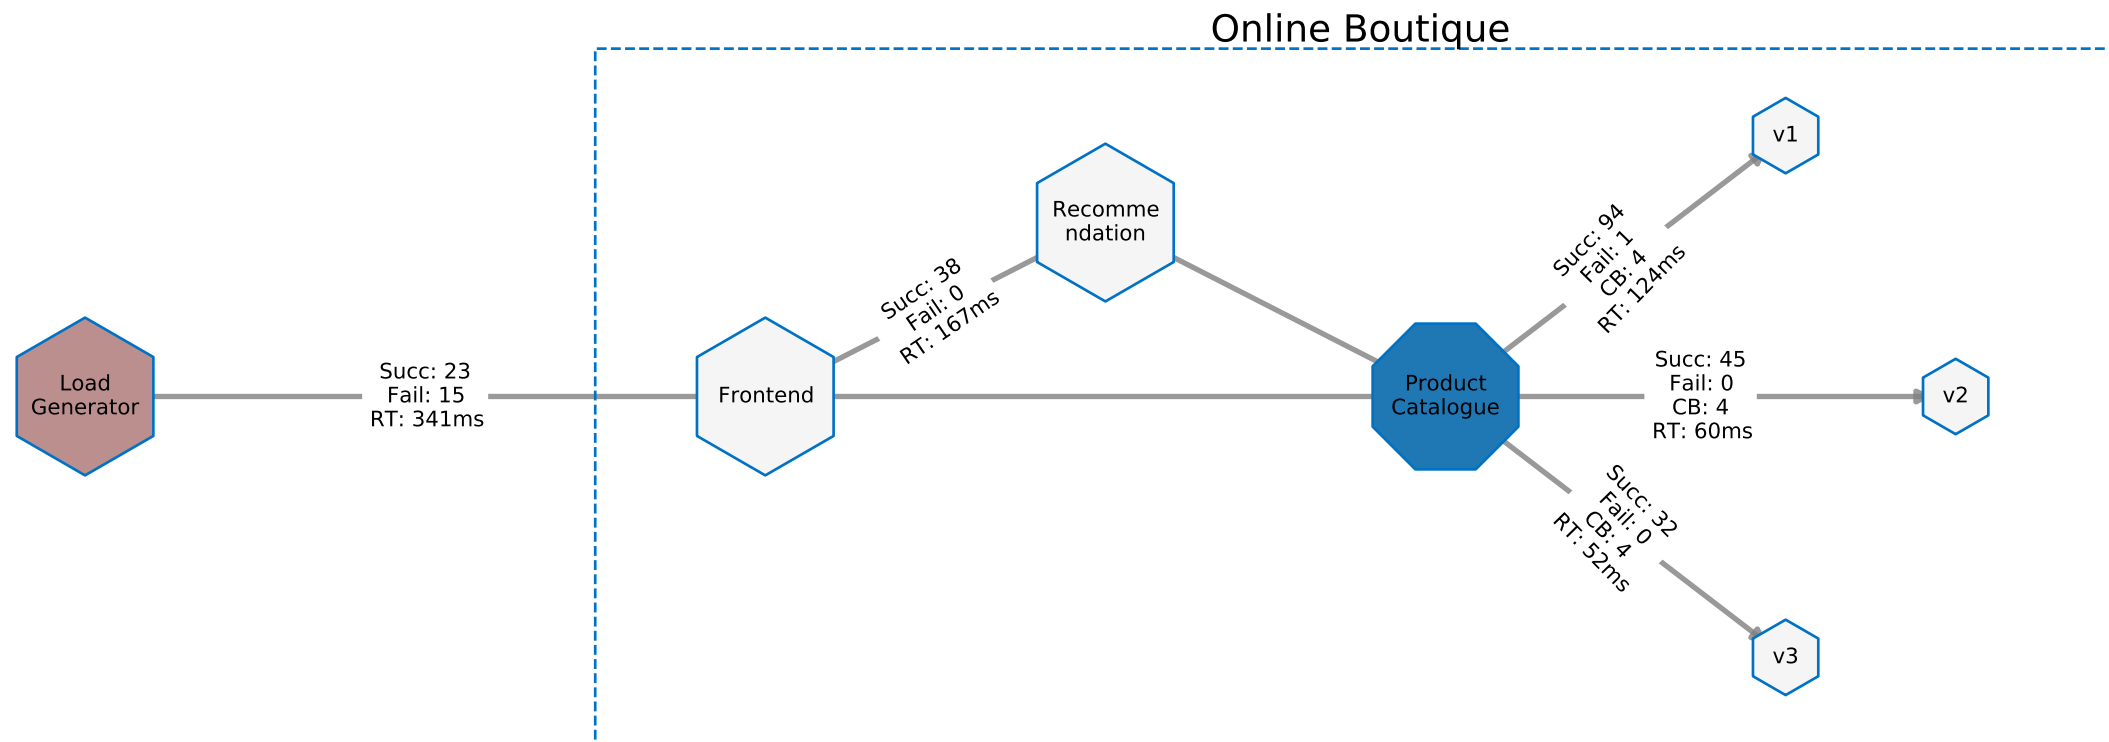 Online Boutique
Load
Generator
Succ: 23
Fail: 15
RT: 341ms
Frontend
Succ: 38
Fail: 0
RT: 167ms
Recomme
ndation
Product
Catalogue
Succ: 94
Fail: 1
CB: 4
RT: 124ms
v1
Succ: 45
Fail: 0
CB: 4
RT: 60ms
v2
Succ: 32
Fail: 0
CB: 4
RT: 52ms
v3